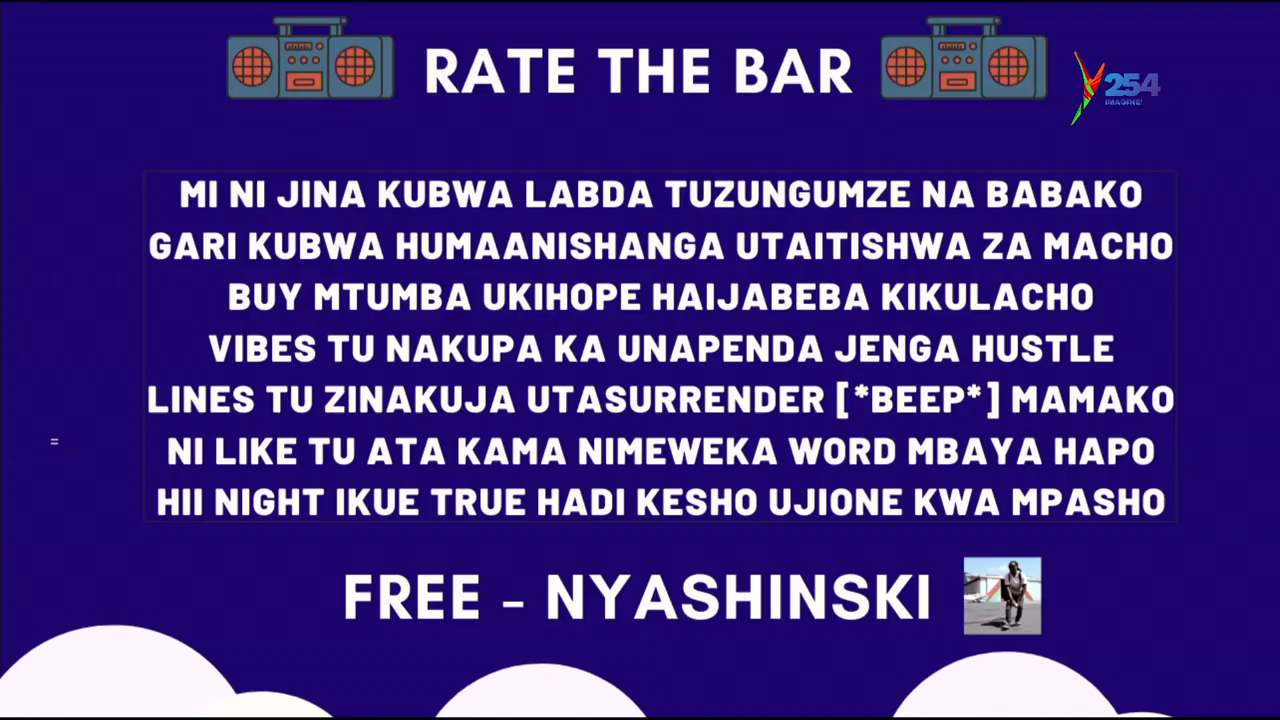 RATE THE BAR
254
IMAGINE!
MI NI JINA KUBWA LABDA TUZUNGUMZE NA BABAKO
GARI KUBWA HUMAANISHANGA UTAITISHWA ZA MACHO
BUY MTUMBA UKIHOPE HAIJABEBA KIKULACHO
VIBES TU NAKUPA KA UNAPENDA JENGA HUSTLE
LINES TU ZINAKUJA UTASURRENDER [*BEEP*] MAMAKO
=
NI LIKE TU ATA KAMA NIMEWEKA WORD MBAYA HAPO
HII NIGHT IKUE TRUE HADI KESHO UJIONE KWA MPASHO
FREE - NYASHINSKI